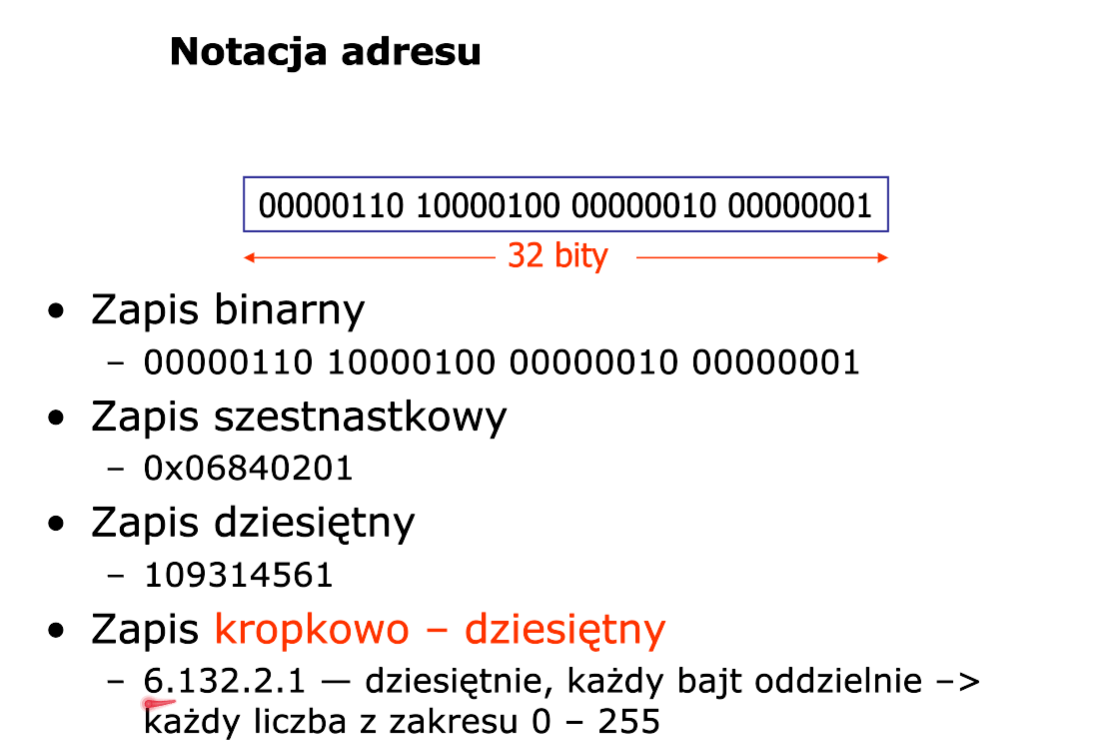 Notacja adresu
00000110 10000100 00000010 00000001
32 bity
• Zapis binarny
– 00000110 10000100 00000010 00000001
• Zapis szestnastkowy
– 0x06840201
• Zapis dziesiętny
– 109314561
• Zapis kropkowo – dziesiętny
– 6.132.2.1 — dziesiętnie, każdy bajt oddzielnie –>
każdy liczba z zakresu 0 – 255